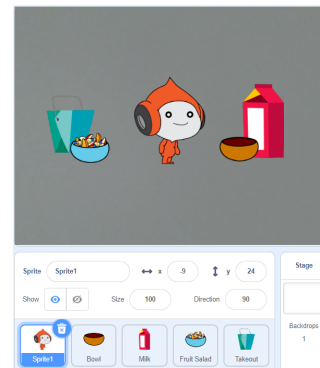 Sprite Sprite1 x -9 y 24
Show Size 100 Direction 90
Stage
Backdrops
1
Sprite1 Bowl Milk Fruit Salad Takeout